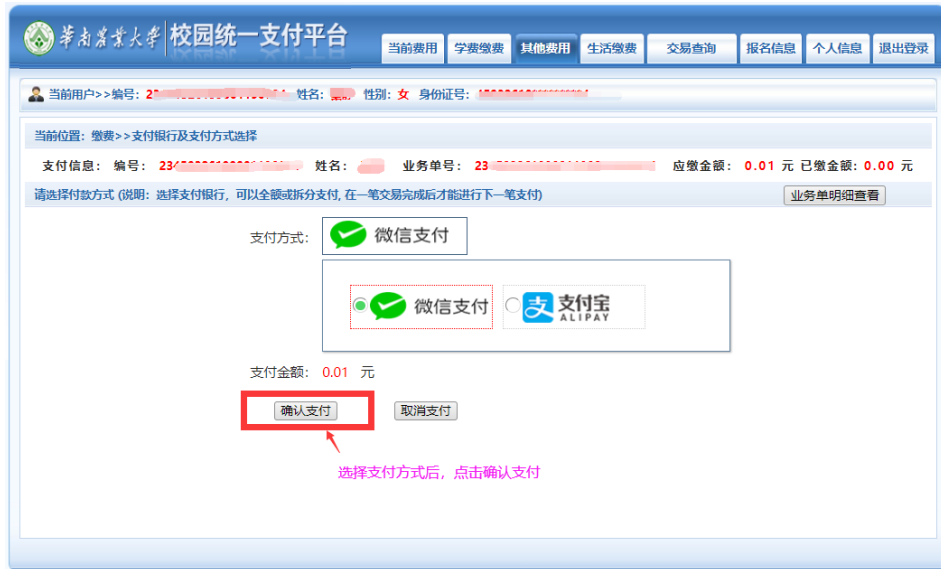 华南农业大学 校园统一支付平台
当前费用 学费缴费 其他费用 生活缴费 交易查询 报名信息 个人信息 退出登录
当前用户>>编号: 2 姓名: 性别: 女 身份证号:
当前位置: 缴费>>支付银行及支付方式选择
支付信息: 编号: 姓名: 业务单号: 23 应缴金额: 0.01 元 已缴金额: 0.00 元
请选择付款方式 (说明: 选择支付银行, 可以全额或拆分支付, 在一笔交易完成后才能进行下一笔支付) 业务单明细查看
支付方式: 微信支付
微信支付 支 支付宝
ALIPAY
支付金额: 0.01 元
确认支付 取消支付
选择支付方式后，点击确认支付